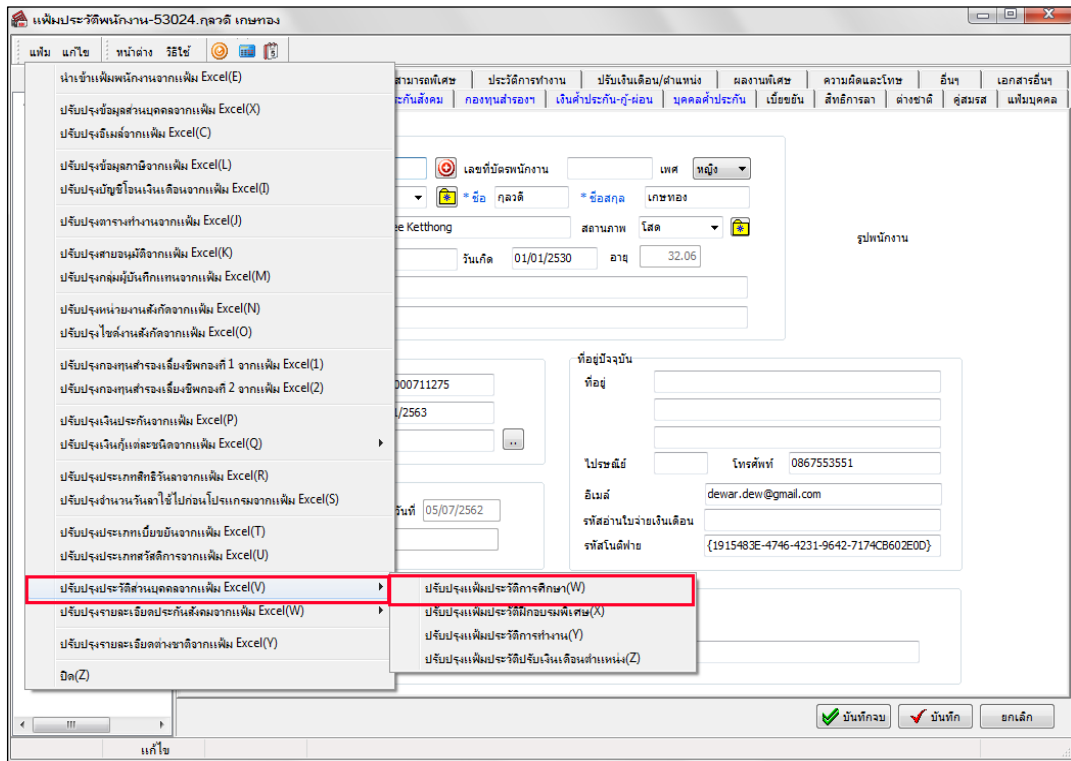 แฟ้มประวัติพนักงาน-53024.กุลวดี เกษทอง
แฟ้ม แก้ไข หน้าต่าง วิธีใช้
นำเข้าแฟ้มพนักงานจากแฟ้ม Excel(E)
ปรับปรุงข้อมูลส่วนบุคคลจากแฟ้ม Excel(X)
ปรับปรุงอีเมล์จากแฟ้ม Excel(C)
ปรับปรุงข้อมูลภาษีจากแฟ้ม Excel(L)
ปรับปรุงบัญชีโอนเงินเดือนจากแฟ้ม Excel(I)
ปรับปรุงตารางทำงานจากแฟ้ม Excel(J)
ปรับปรุงสายอนุมัติจากแฟ้ม Excel(K)
ปรับปรุงกลุ่มผู้บันทึกแทนจากแฟ้ม Excel(M)
ปรับปรุงหน่วยงานสังกัดจากแฟ้ม Excel(N)
ปรับปรุงไซต์งานสังกัดจากแฟ้ม Excel(O)
ปรับปรุงกองทุนสำรองเลี้ยงชีพกองที่ 1 จากแฟ้ม Excel(1)
ปรับปรุงกองทุนสำรองเลี้ยงชีพกองที่ 2 จากแฟ้ม Excel(2)
ปรับปรุงเงินประกันจากแฟ้ม Excel(P)
ปรับปรุงเงินกู้แต่ละชนิดจากแฟ้ม Excel(Q)
ปรับปรุงประเภทสิทธิวันลาจากแฟ้ม Excel(R)
ปรับปรุงจำนวนวันลาใช้ไปก่อนโปรแกรมจากแฟ้ม Excel(S)
ปรับปรุงประเภทเบี้ยขยันจากแฟ้ม Excel(T)
ปรับปรุงประเภทสวัสดิการจากแฟ้ม Excel(U)
ปรับปรุงประวัติส่วนบุคคลจากแฟ้ม Excel(V)
ปรับปรุงรายละเอียดประกันสังคมจากแฟ้ม Excel(W)
ปรับปรุงรายละเอียดต่างชาติจากแฟ้ม Excel(Y)
ปิด(Z)
ปรับปรุงแฟ้มประวัติการศึกษา(W)
ปรับปรุงแฟ้มประวัติฝึกอบรมพิเศษ(X)
ปรับปรุงแฟ้มประวัติการทำงาน(Y)
ปรับปรุงแฟ้มประวัติปรับเงินเดือนตำแหน่ง(Z)
สามารถพิเศษ ประวัติการทำงาน ปรับเงินเดือน/ตำแหน่ง ผลงานพิเศษ ความผิดและโทษ อื่นๆ เอกสารอื่นๆ
ระกันสังคม กองทุนสำรองฯ เงินค้ำประกัน-กู้-ผ่อน บุคคลค้ำประกัน เบี้ยขยัน สิทธิการลา ต่างชาติ คู่สมรส แฟ้มบุคคล
เลขที่บัตรพนักงาน เพศ หญิง
* ชื่อ กุลวดี * ชื่อสกุล เกษทอง
ee Ketthong สถานภาพ โสด
วันเกิด 01/01/2530 อายุ 32.06
รูปพนักงาน
000711275
1/2563
..
วันที่ 05/07/2562
ที่อยู่ปัจจุบัน
ที่อยู่
ไปรษณีย์ โทรศัพท์ 0867553551
อีเมล์ dewar.dew@gmail.com
รหัสอ่านใบจ่ายเงินเดือน
รหัสโนติฟาย {1915483E-4746-4231-9642-7174CB602E0D}
บันทึกจบ บันทึก ยกเลิก
แก้ไข